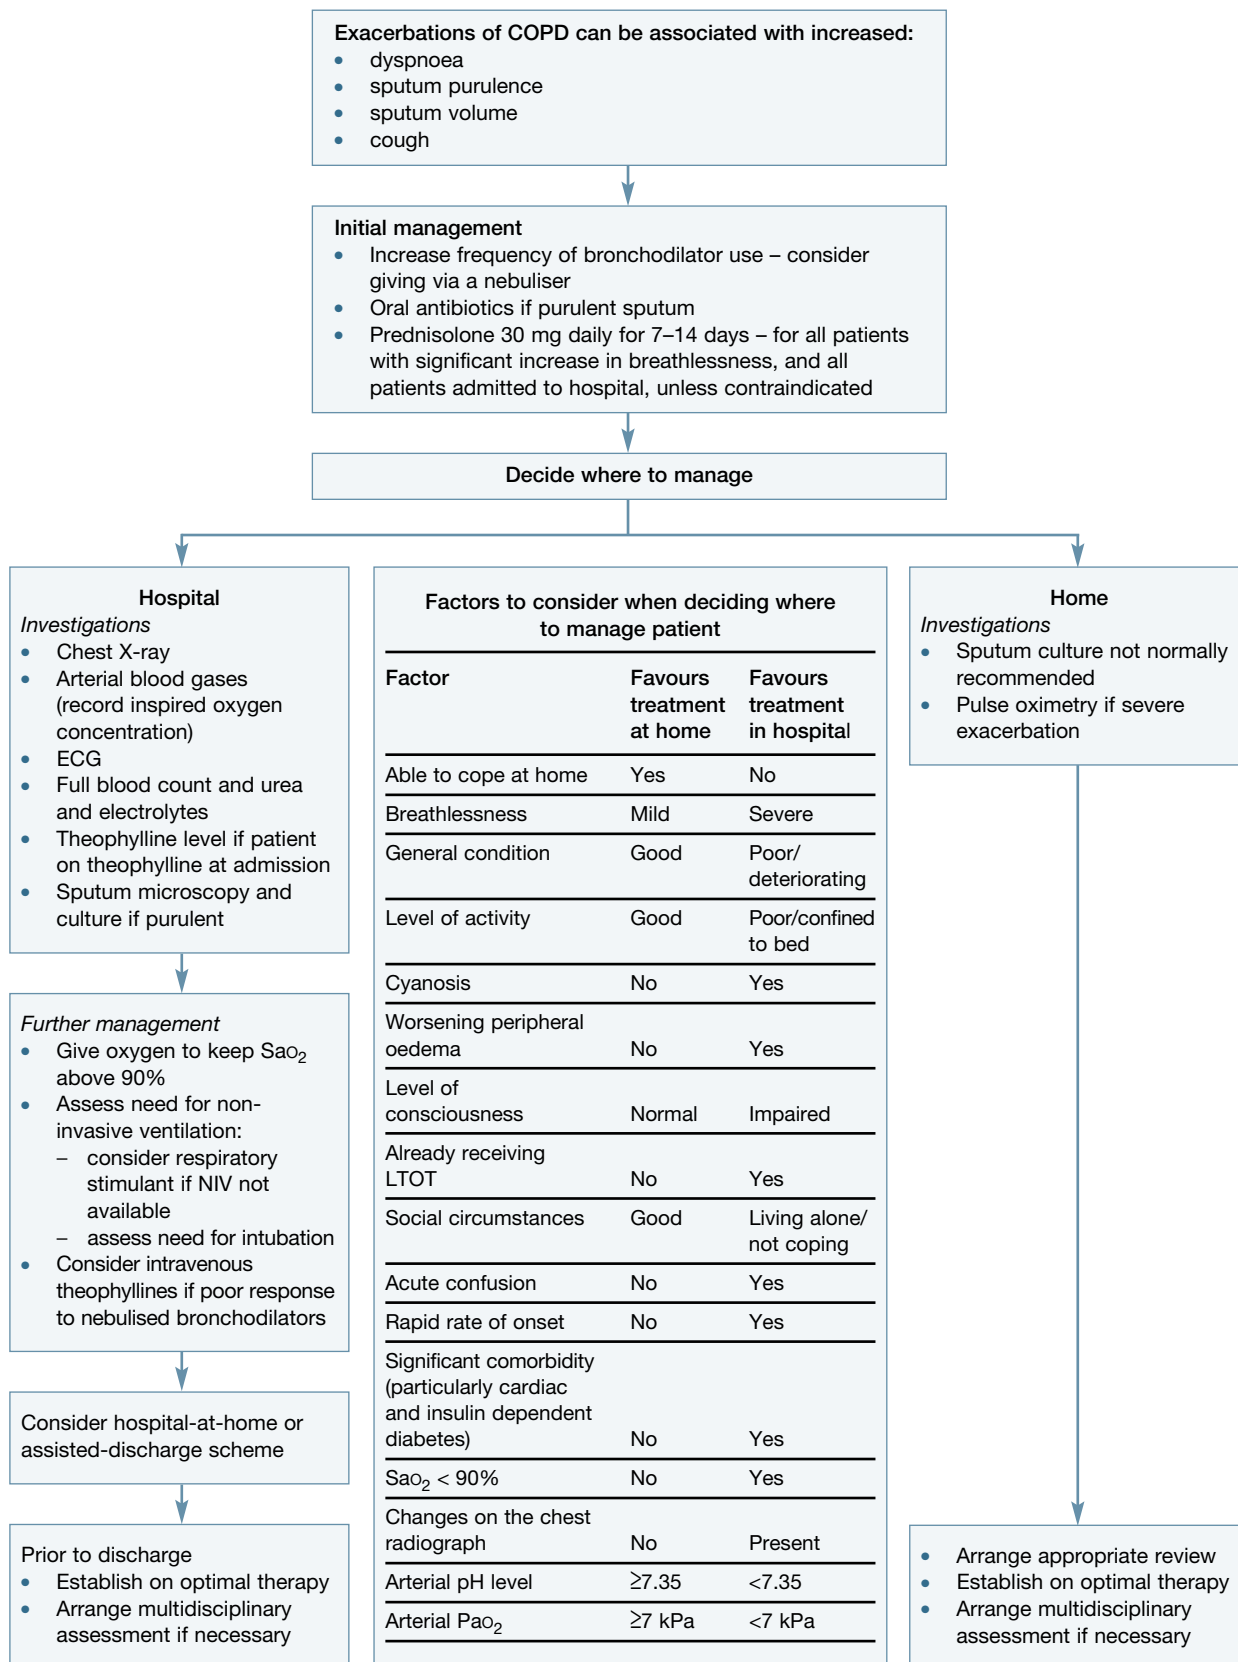 Exacerbations of COPD can be associated with increased:
• dyspnoea
• sputum purulence
• sputum volume
• cough
Initial management
• Increase frequency of bronchodilator use – consider
giving via a nebuliser
• Oral antibiotics if purulent sputum
• Prednisolone 30 mg daily for 7–14 days – for all patients
with significant increase in breathlessness, and all
patients admitted to hospital, unless contraindicated
Decide where to manage
Hospital
Investigations
• Chest X-ray
• Arterial blood gases
(record inspired oxygen
concentration)
• ECG
• Full blood count and urea
and electrolytes
• Theophylline level if patient
on theophylline at admission
• Sputum microscopy and
culture if purulent
Further management
• Give oxygen to keep SaO₂
above 90%
• Assess need for non-
invasive ventilation:
– consider respiratory
stimulant if NIV not
available
– assess need for intubation
• Consider intravenous
theophyllines if poor response
to nebulised bronchodilators
Consider hospital-at-home or
assisted-discharge scheme
Prior to discharge
• Establish on optimal therapy
• Arrange multidisciplinary
assessment if necessary
Factors to consider when deciding where
to manage patient
Factor Favours Favours
treatment treatment
at home in hospital
Able to cope at home Yes No
Breathlessness Mild Severe
General condition Good Poor/
deteriorating
Level of activity Good Poor/confined
to bed
Cyanosis No Yes
Worsening peripheral
oedema No Yes
Level of
consciousness Normal Impaired
Already receiving
LTOT No Yes
Social circumstances Good Living alone/
not coping
Acute confusion No Yes
Rapid rate of onset No Yes
Significant comorbidity
(particularly cardiac
and insulin dependent
diabetes) No Yes
SaO₂ < 90% No Yes
Changes on the chest
radiograph No Present
Arterial pH level ≥7.35 <7.35
Arterial PaO₂ ≥7 kPa <7 kPa
Home
Investigations
• Sputum culture not normally
recommended
• Pulse oximetry if severe
exacerbation
• Arrange appropriate review
• Establish on optimal therapy
• Arrange multidisciplinary
assessment if necessary